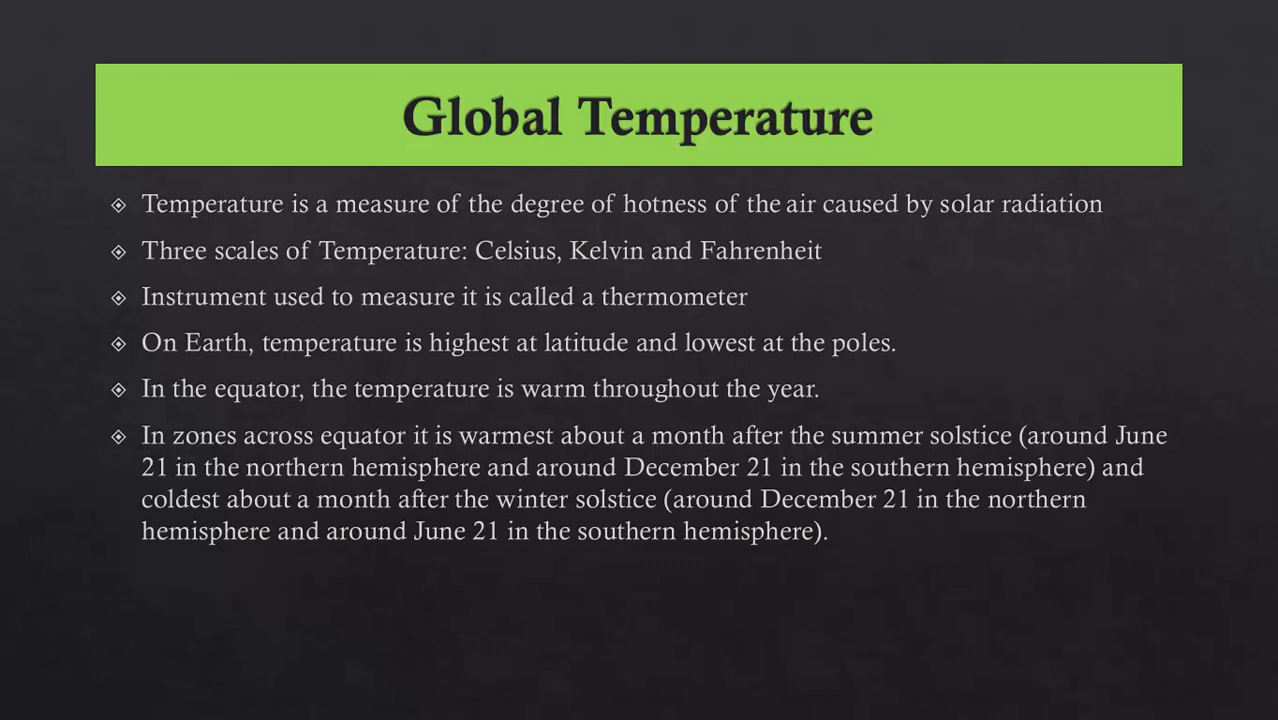 Global Temperature
Temperature is a measure of the degree of hotness of the air caused by solar radiation
Three scales of Temperature: Celsius, Kelvin and Fahrenheit
Instrument used to measure it is called a thermometer
On Earth, temperature is highest at latitude and lowest at the poles.
In the equator, the temperature is warm throughout the year.
In zones across equator it is warmest about a month after the summer solstice (around June
21 in the northern hemisphere and around December 21 in the southern hemisphere) and
coldest about a month after the winter solstice (around December 21 in the northern
hemisphere and around June 21 in the southern hemisphere).